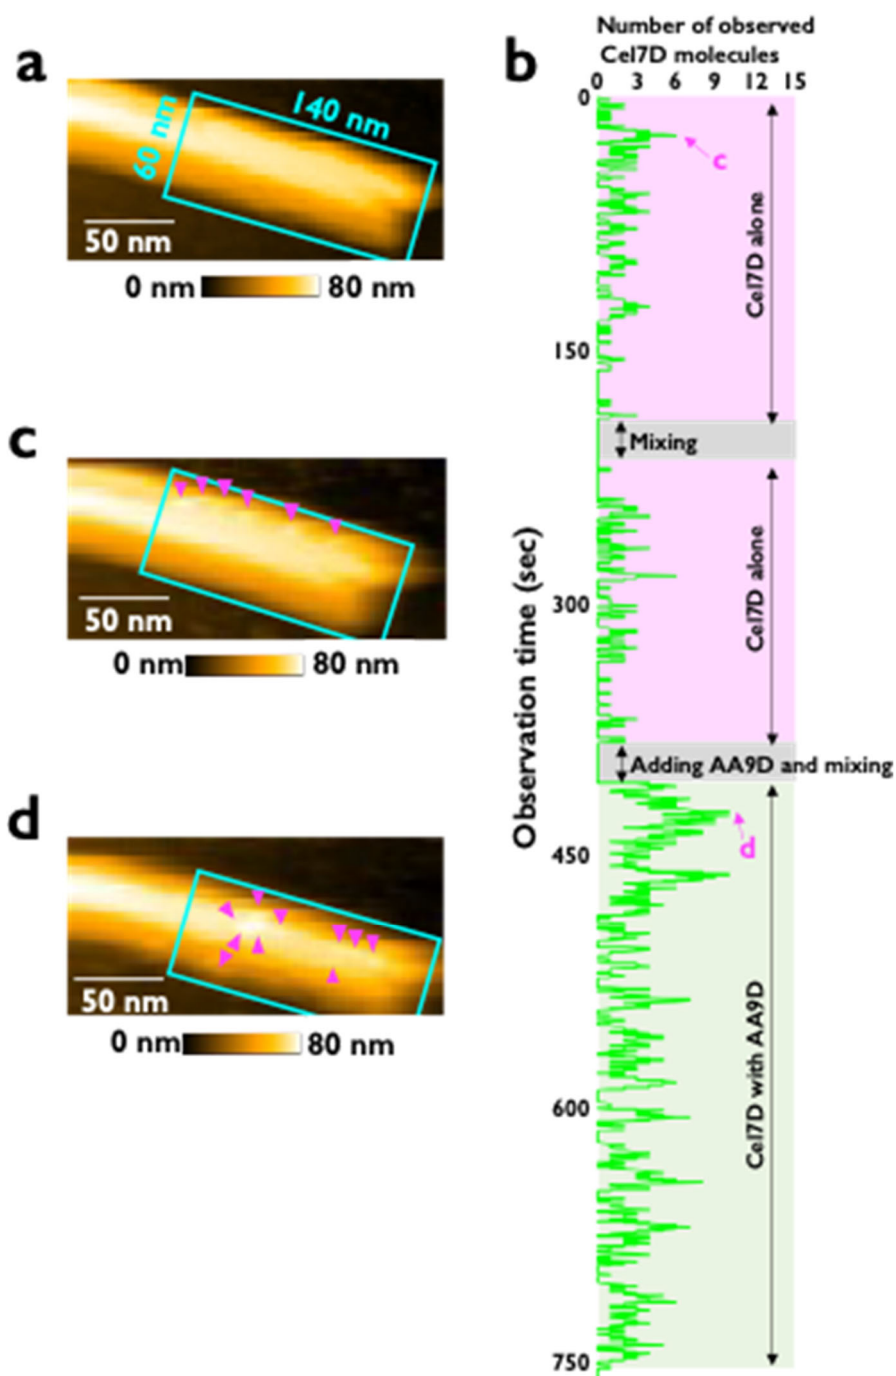 a
60 nm
140 nm
50 nm
0 nm 80 nm
b
Number of observed
Cel7D molecules
0 3 6 9 12 15
0
150
300
450
600
750
Observation time (sec)
c
Cel7D alone
Mixing
Cel7D alone
Adding AA9D and mixing
d
Cel7D with AA9D
c
50 nm
0 nm 80 nm
d
50 nm
0 nm 80 nm